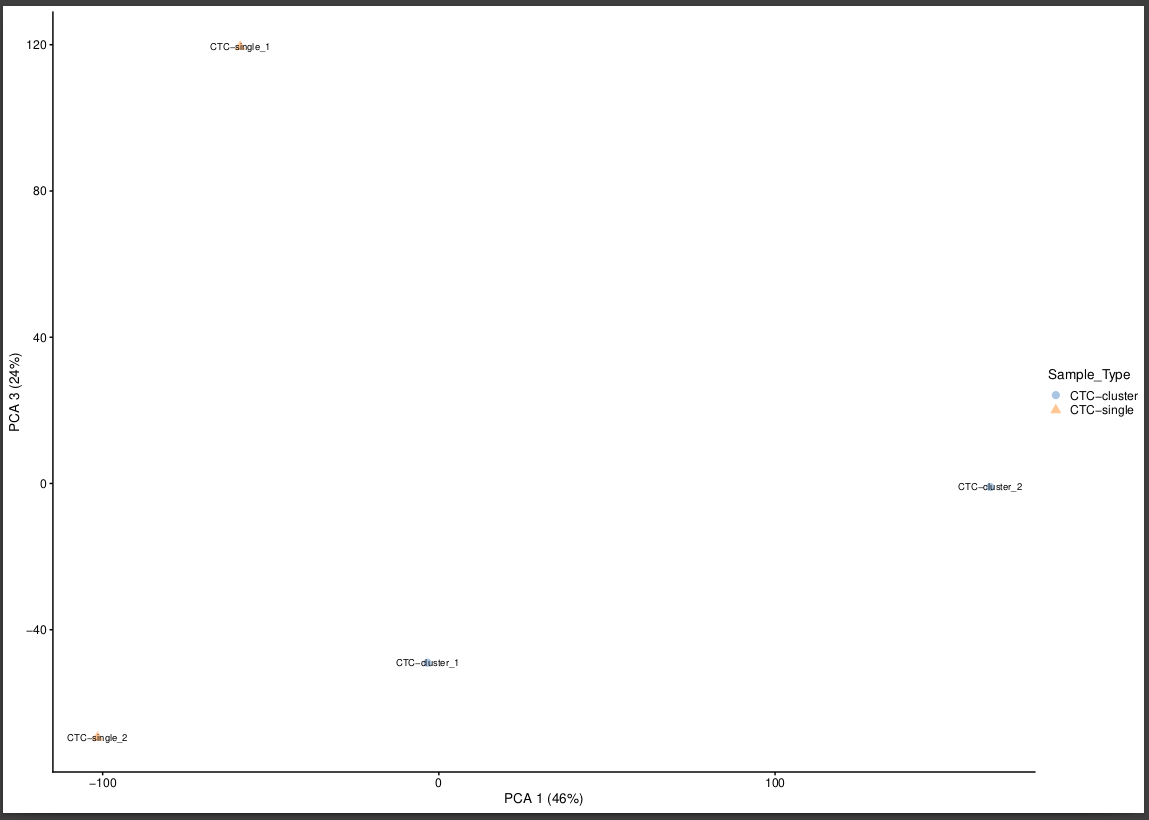 120
80
40
0
−40
PCA 3 (24%)
CTC−single_1
CTC−cluster_2
CTC−cluster_1
CTC−single_2
Sample_Type
CTC−cluster
CTC−single
−100
0
100
PCA 1 (46%)